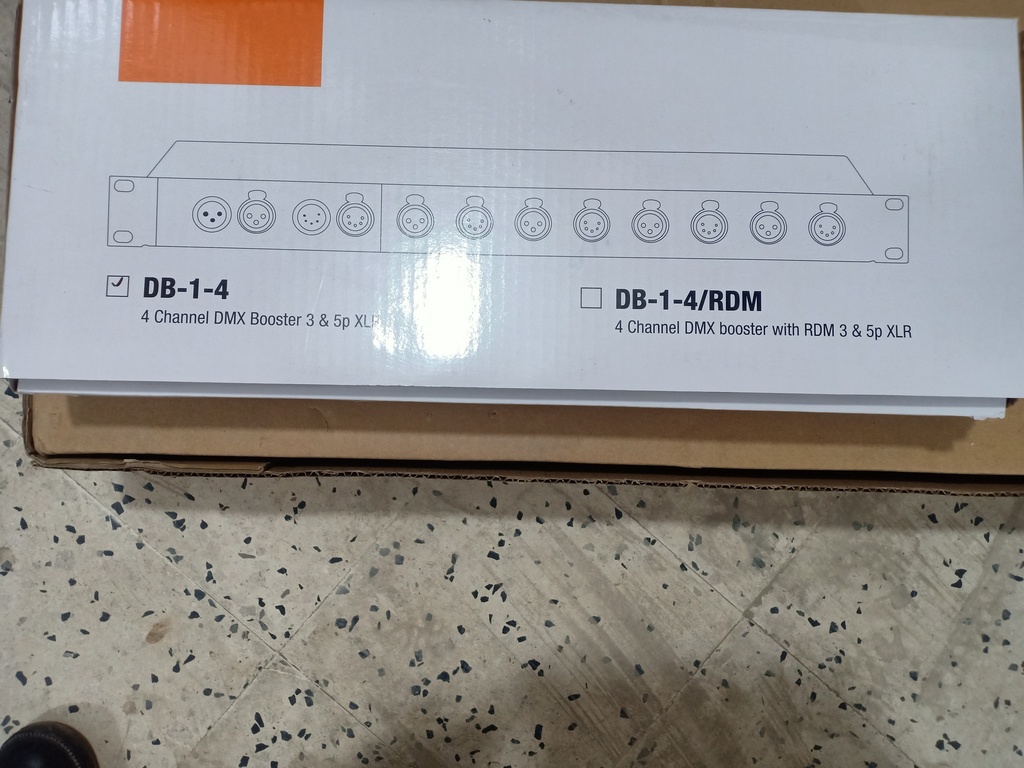 DB-1-4
4 Channel DMX Booster 3 & 5p XLR
DB-1-4/RDM
4 Channel DMX booster with RDM 3 & 5p XLR